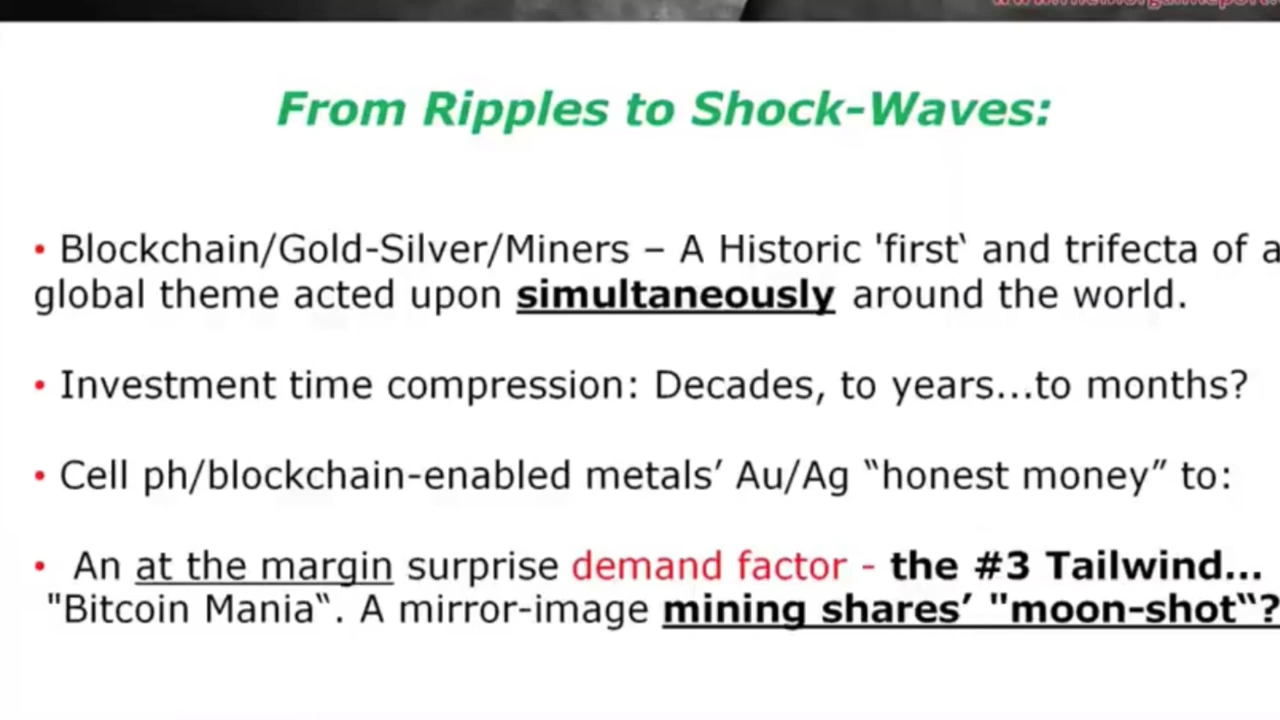 From Ripples to Shock-Waves:
• Blockchain/Gold-Silver/Miners – A Historic 'first‛ and trifecta of a
global theme acted upon simultaneously around the world.
• Investment time compression: Decades, to years...to months?
• Cell ph/blockchain-enabled metals’ Au/Ag “honest money” to:
• An at the margin surprise demand factor - the #3 Tailwind...
"Bitcoin Mania‟. A mirror-image mining shares’ "moon-shot‟?